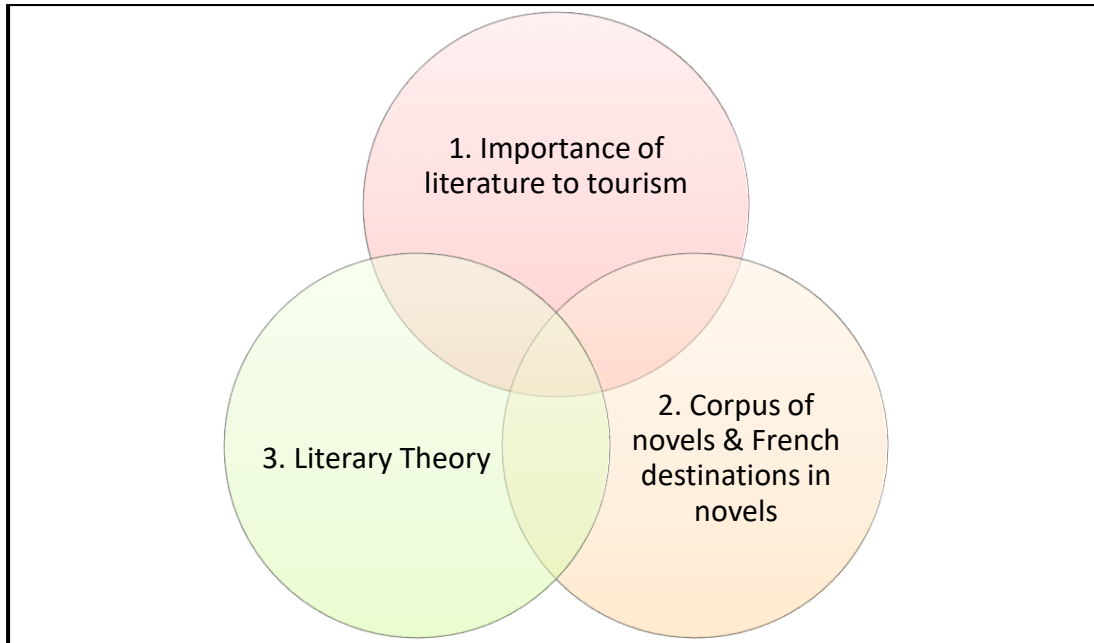 1. Importance of
literature to tourism
2. Corpus of
novels & French
destinations in
novels
3. Literary Theory